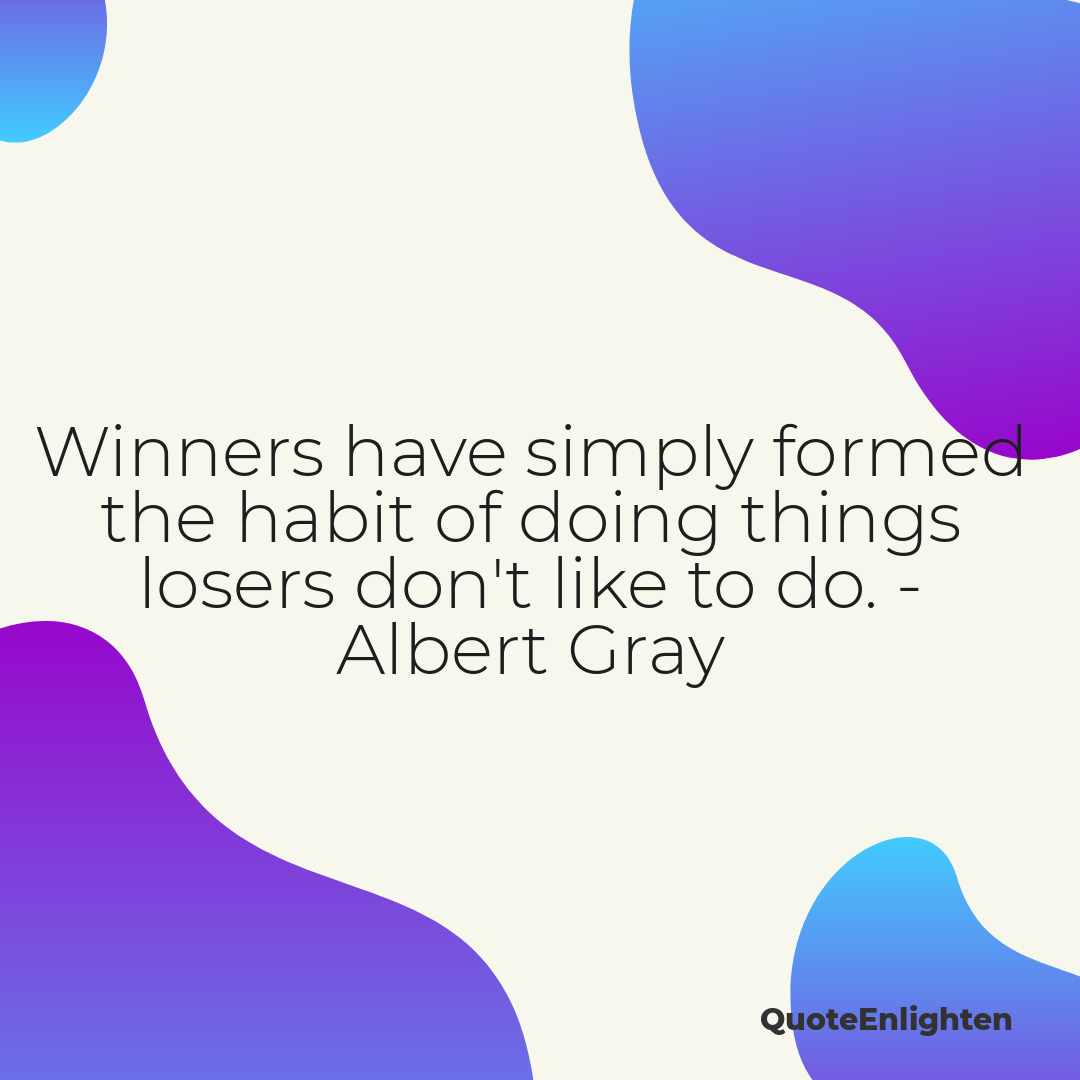 Winners have simply formed
the habit of doing things
losers don't like to do. -
Albert Gray
QuoteEnlighten